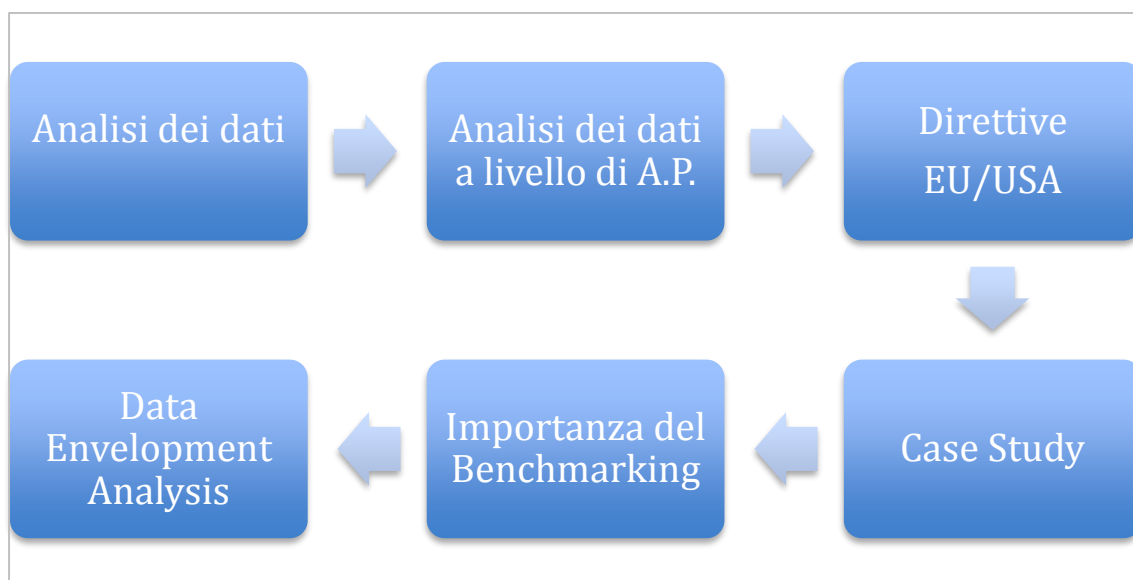 Analisi dei dati
Analisi dei dati
a livello di A.P.
Direttive
EU/USA
Case Study
Importanza del
Benchmarking
Data
Envelopment
Analysis